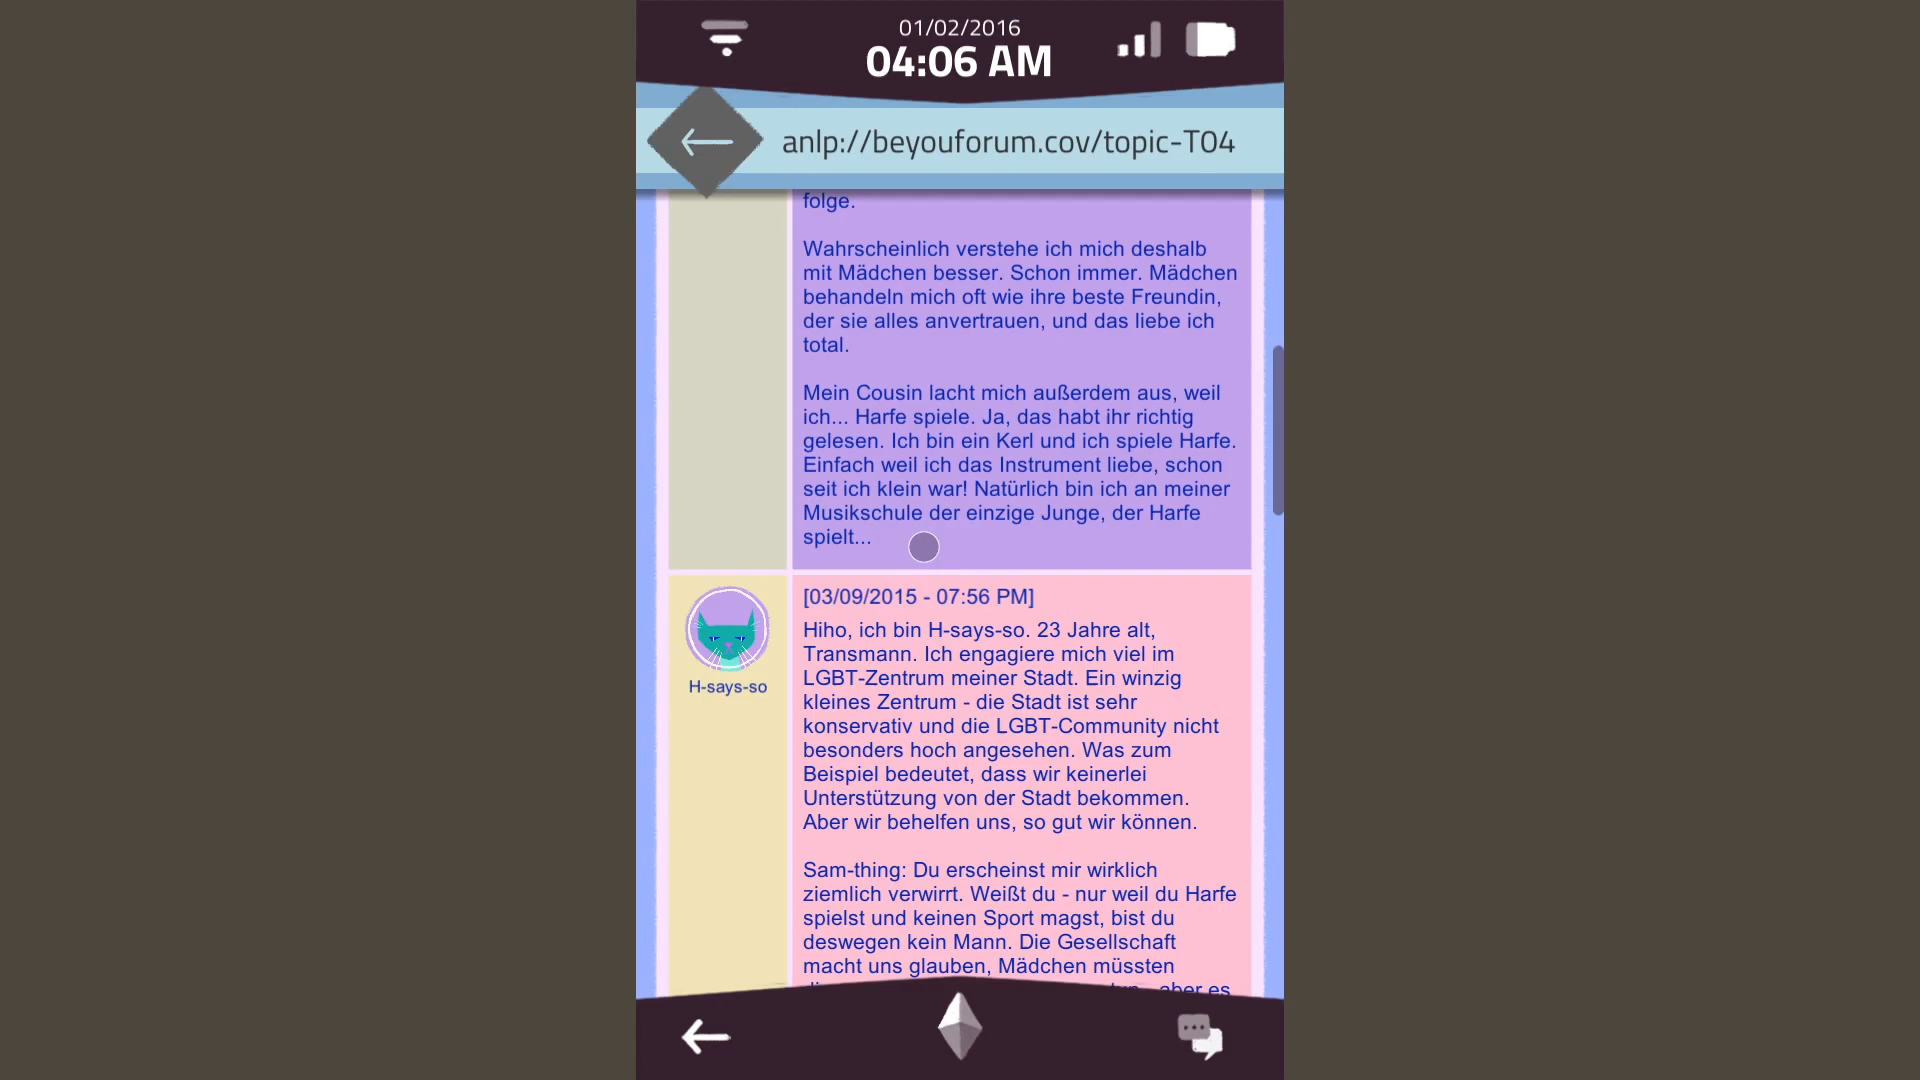 01/02/2016
04:06 AM
anlp://beyouforum.cov/topic-T04
folge.
Wahrscheinlich verstehe ich mich deshalb
mit Mädchen besser. Schon immer. Mädchen
behandeln mich oft wie ihre beste Freundin,
der sie alles anvertrauen, und das liebe ich
total.
Mein Cousin lacht mich außerdem aus, weil
ich... Harfe spiele. Ja, das habt ihr richtig
gelesen. Ich bin ein Kerl und ich spiele Harfe.
Einfach weil ich das Instrument liebe, schon
seit ich klein war! Natürlich bin ich an meiner
Musikschule der einzige Junge, der Harfe
spielt...
H-says-so
[03/09/2015 - 07:56 PM]
Hiho, ich bin H-says-so. 23 Jahre alt,
Transmann. Ich engagiere mich viel im
LGBT-Zentrum meiner Stadt. Ein winzig
kleines Zentrum - die Stadt ist sehr
konservativ und die LGBT-Community nicht
besonders hoch angesehen. Was zum
Beispiel bedeutet, dass wir keinerlei
Unterstützung von der Stadt bekommen.
Aber wir behelfen uns, so gut wir können.
Sam-thing: Du erscheinst mir wirklich
ziemlich verwirrt. Weißt du - nur weil du Harfe
spielst und keinen Sport magst, bist du
deswegen kein Mann. Die Gesellschaft
macht uns glauben, Mädchen müssten
aber es